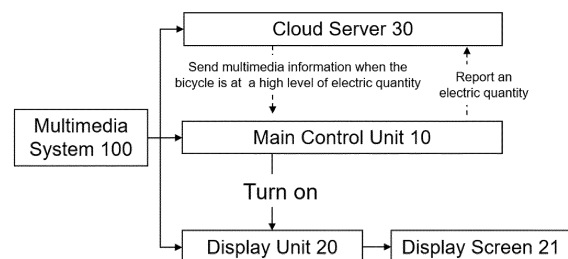 Cloud Server 30
Send multimedia information when the
bicycle is at a high level of electric quantity
Report an
electric quantity
Multimedia
System 100
Main Control Unit 10
Turn on
Display Unit 20
Display Screen 21